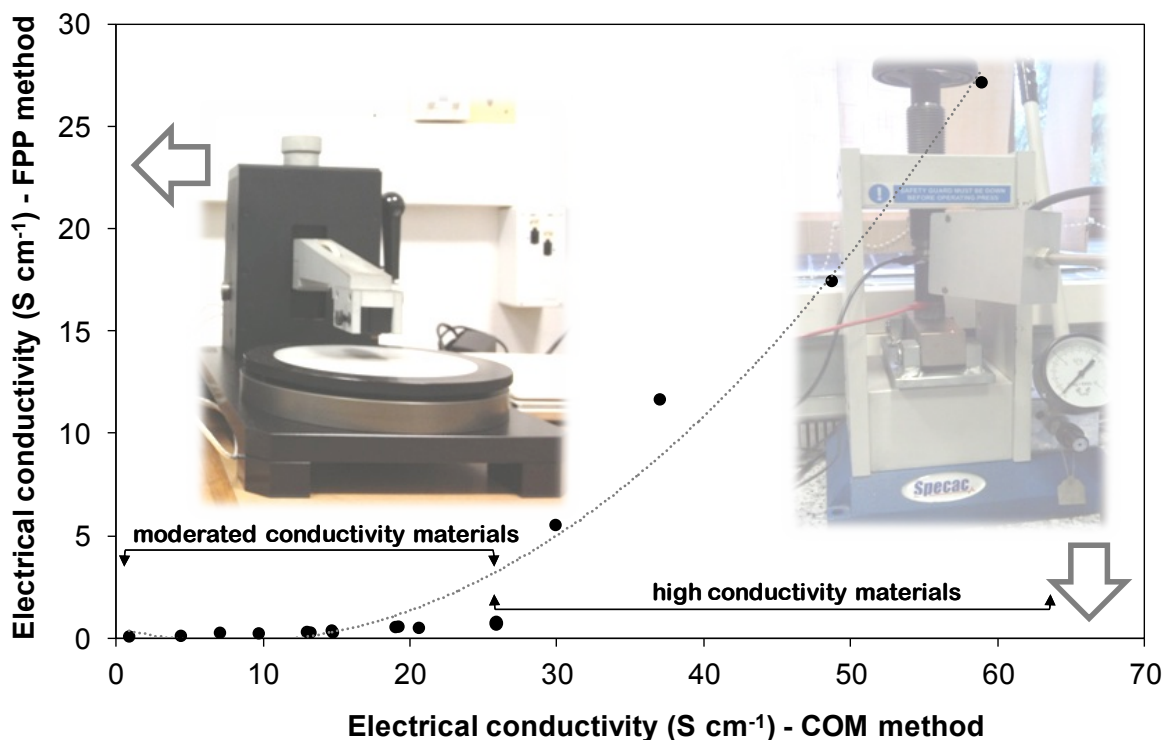 30
25
20
15
10
5
0
Electrical conductivity (S cm-1) - FPP method
SAFETY GUARD MUST BE DOWN
BEFORE OPERATING PRESS
Specac
moderated conductivity materials
high conductivity materials
0 10 20 30 40 50 60 70
Electrical conductivity (S cm-1) - COM method